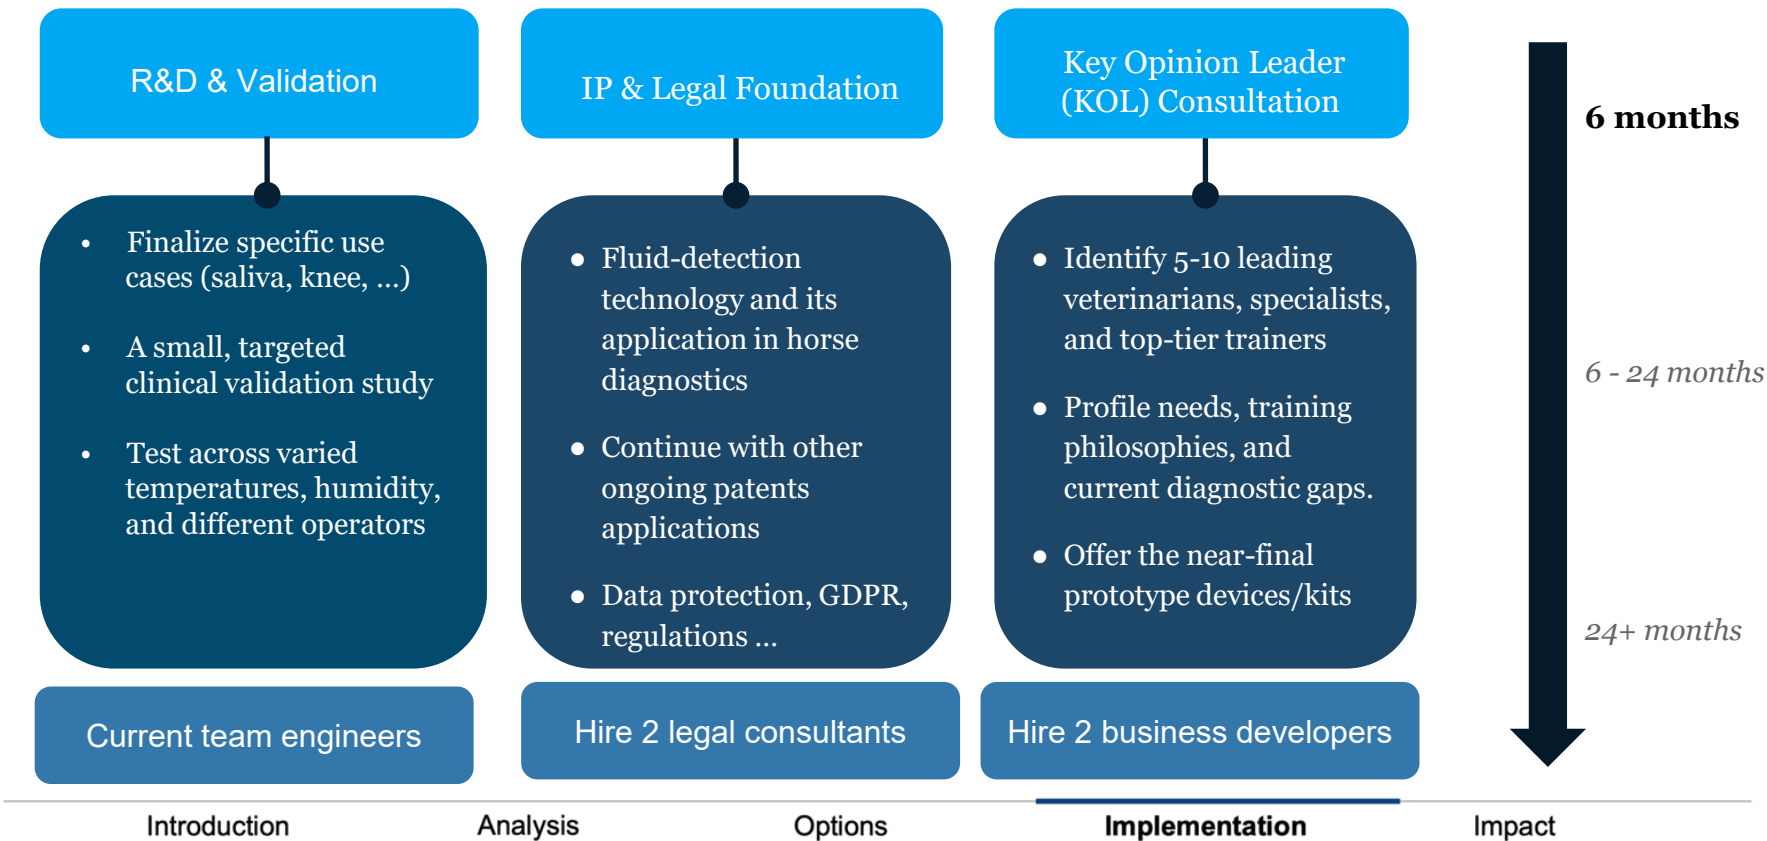 R&D & Validation
• Finalize specific use
cases (saliva, knee, ...)
• A small, targeted
clinical validation study
• Test across varied
temperatures, humidity,
and different operators
Current team engineers
IP & Legal Foundation
● Fluid-detection
technology and its
application in horse
diagnostics
● Continue with other
ongoing patents
applications
● Data protection, GDPR,
regulations ...
Hire 2 legal consultants
Key Opinion Leader
(KOL) Consultation
● Identify 5-10 leading
veterinarians, specialists,
and top-tier trainers
● Profile needs, training
philosophies, and
current diagnostic gaps.
● Offer the near-final
prototype devices/kits
Hire 2 business developers
6 months
6 - 24 months
24+ months
Introduction
Analysis
Options
Implementation
Impact